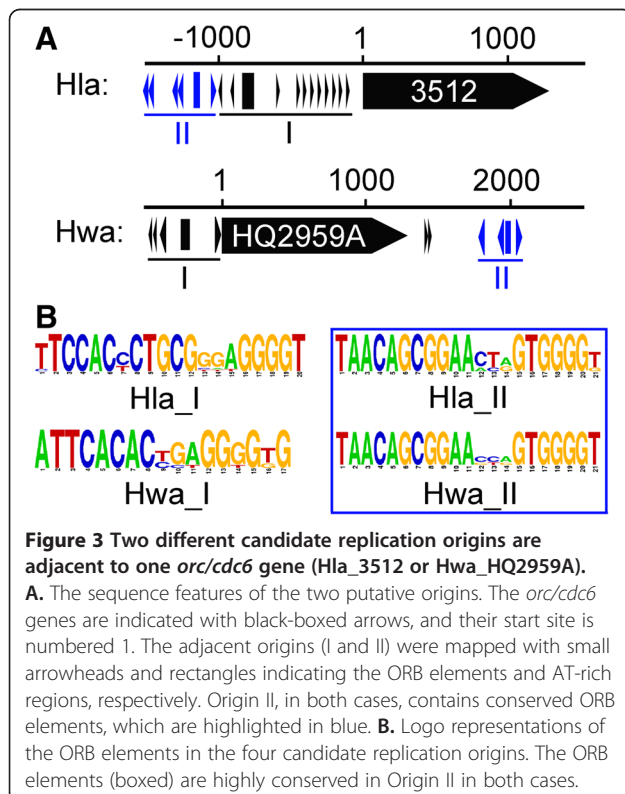 A
-1000 1 1000
Hla: 3512
II I
1 1000 2000
Hwa: HQ2959A
I II
B
TTCCACCCTGCGGGAGGGGT
TAACAGCGGAACTAGTGGGGT
Hla_I
Hla_II
ATTCACACTGAGGGGTG
TAACAGCGGAACCAGTGGGGT
Hwa_I
Hwa_II
Figure 3 Two different candidate replication origins are
adjacent to one orc/cdc6 gene (Hla_3512 or Hwa_HQ2959A).
A. The sequence features of the two putative origins. The orc/cdc6
genes are indicated with black-boxed arrows, and their start site is
numbered 1. The adjacent origins (I and II) were mapped with small
arrowheads and rectangles indicating the ORB elements and AT-rich
regions, respectively. Origin II, in both cases, contains conserved ORB
elements, which are highlighted in blue. B. Logo representations of
the ORB elements in the four candidate replication origins. The ORB
elements (boxed) are highly conserved in Origin II in both cases.